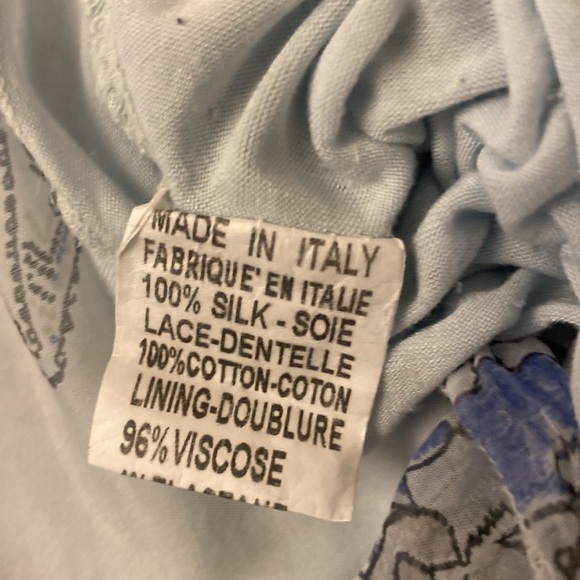 MADE IN ITALY
FABRIQUE' EN ITALIE
100% SILK - SOIE
LACE-DENTELLE
100%COTTON-COTON
LINING-DOUBLURE
96% VISCOSE